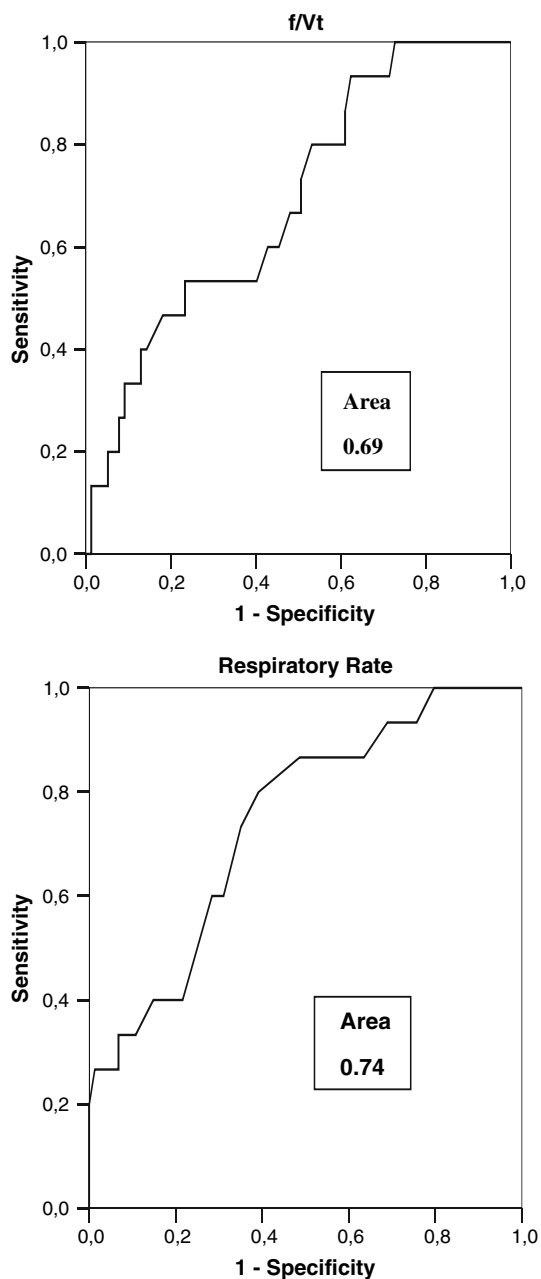 f/Vt
1,0
0,8
0,6
0,4
0,2
0,0
Sensitivity
Area
0.69
0,0 0,2 0,4 0,6 0,8 1,0
1 - Specificity
Respiratory Rate
1,0
0,8
0,6
0,4
0,2
0,0
Sensitivity
Area
0.74
0,0 0,2 0,4 0,6 0,8 1,0
1 - Specificity